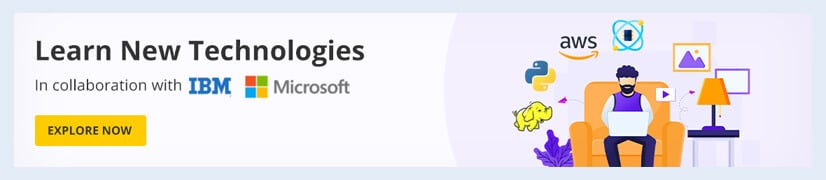 Learn New Technologies
In collaboration with IBM Microsoft
EXPLORE NOW
aws